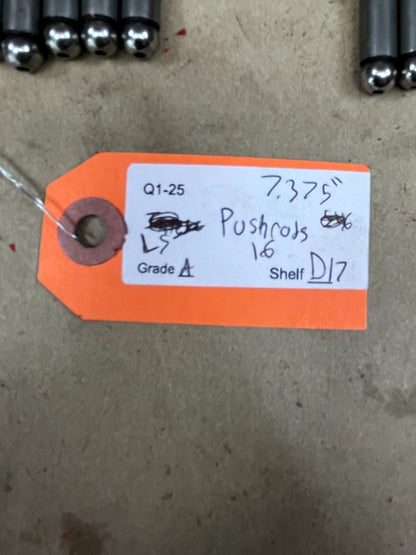 Q1-25 7.375"
LS Pushrods
16
Grade A Shelf D17